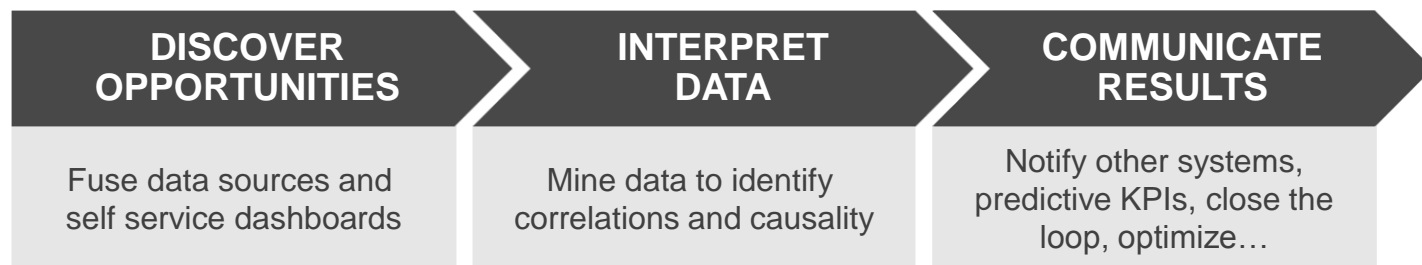 DISCOVER
OPPORTUNITIES
Fuse data sources and
self service dashboards
INTERPRET
DATA
Mine data to identify
correlations and causality
COMMUNICATE
RESULTS
Notify other systems,
predictive KPIs, close the
loop, optimize…